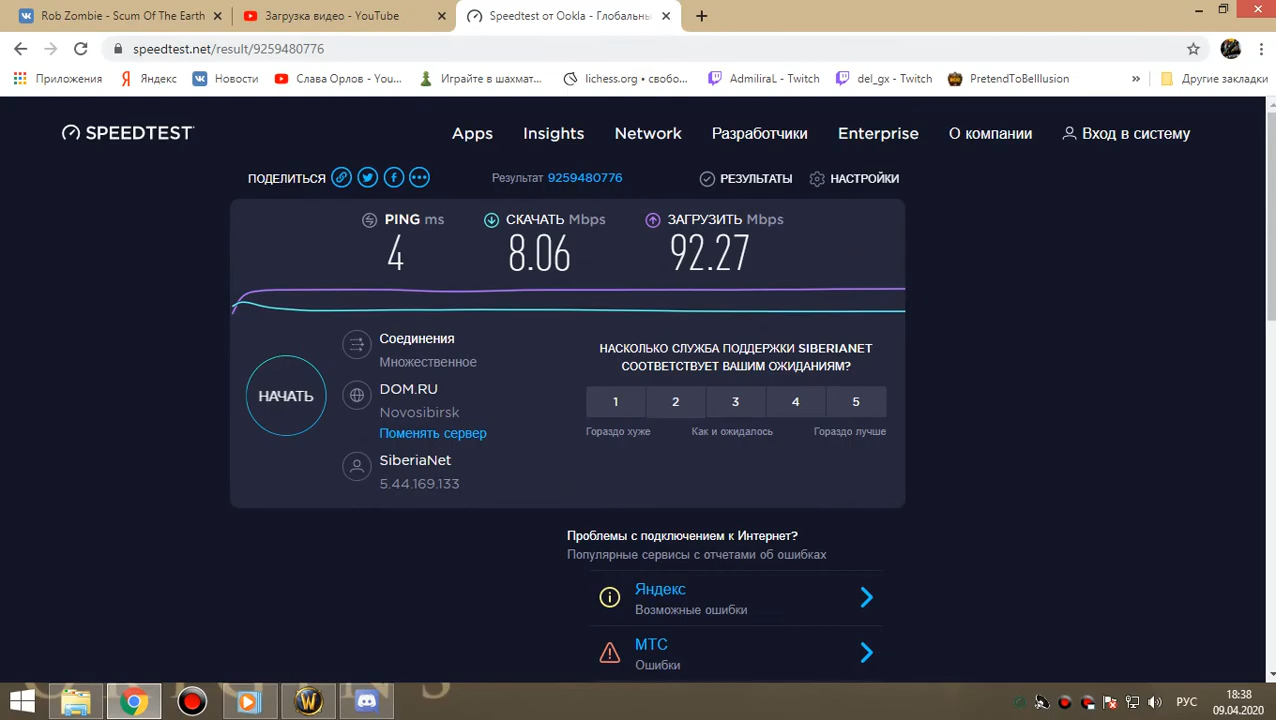 Rob Zombie - Scum Of The Earth
Загрузка видео - YouTube
Speedtest от Ookla - Глобальны
speedtest.net/result/9259480776
Приложения
Яндекс
Новости
Слава Орлов - You...
Играйте в шахмат...
lichess.org • свобо...
AdmiliraL - Twitch
del_gx - Twitch
PretendToBeIllusion
»
Другие закладки
SPEEDTEST
Apps
Insights
Network
Разработчики
Enterprise
О компании
Вход в систему
ПОДЕЛИТЬСЯ
Результат 9259480776
РЕЗУЛЬТАТЫ
НАСТРОЙКИ
PING ms
4
СКАЧАТЬ Mbps
8.06
ЗАГРУЗИТЬ Mbps
92.27
НАЧАТЬ
Соединения
Множественное
DOM.RU
Novosibirsk
Поменять сервер
SiberiaNet
5.44.169.133
НАСКОЛЬКО СЛУЖБА ПОДДЕРЖКИ SIBERIANET
СООТВЕТСТВУЕТ ВАШИМ ОЖИДАНИЯМ?
1 2 3 4 5
Гораздо хуже
Как и ожидалось
Гораздо лучше
Проблемы с подключением к Интернет?
Популярные сервисы с отчетами об ошибках
Яндекс
Возможные ошибки
МТС
Ошибки
РУС
18:38
09.04.2020